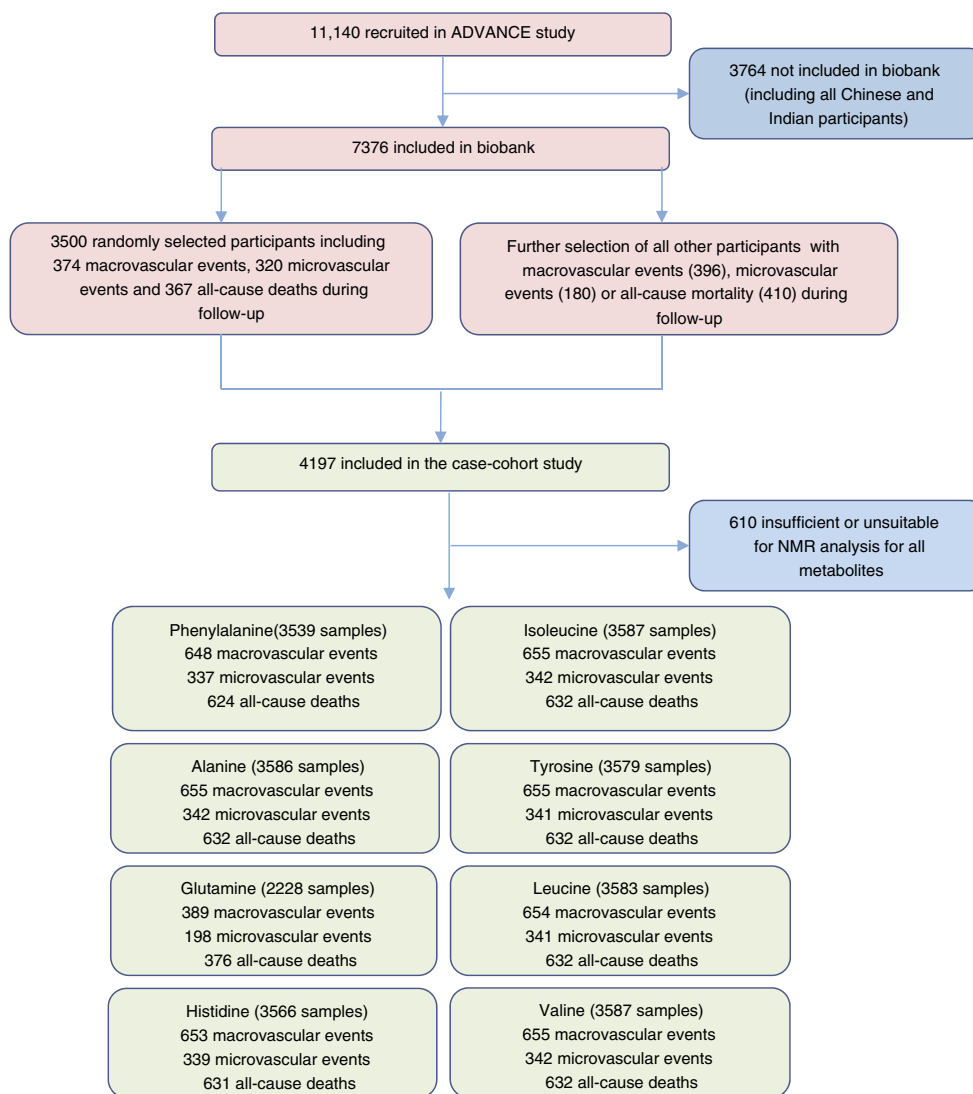 11,140 recruited in ADVANCE study
3764 not included in biobank
(including all Chinese and
Indian participants)
7376 included in biobank
3500 randomly selected participants including
374 macrovascular events, 320 microvascular
events and 367 all-cause deaths during
follow-up
Further selection of all other participants with
macrovascular events (396), microvascular
events (180) or all-cause mortality (410) during
follow-up
4197 included in the case-cohort study
610 insufficient or unsuitable
for NMR analysis for all
metabolites
Phenylalanine(3539 samples)
648 macrovascular events
337 microvascular events
624 all-cause deaths
Isoleucine (3587 samples)
655 macrovascular events
342 microvascular events
632 all-cause deaths
Alanine (3586 samples)
655 macrovascular events
342 microvascular events
632 all-cause deaths
Tyrosine (3579 samples)
655 macrovascular events
341 microvascular events
632 all-cause deaths
Glutamine (2228 samples)
389 macrovascular events
198 microvascular events
376 all-cause deaths
Leucine (3583 samples)
654 macrovascular events
341 microvascular events
632 all-cause deaths
Histidine (3566 samples)
653 macrovascular events
339 microvascular events
631 all-cause deaths
Valine (3587 samples)
655 macrovascular events
342 microvascular events
632 all-cause deaths